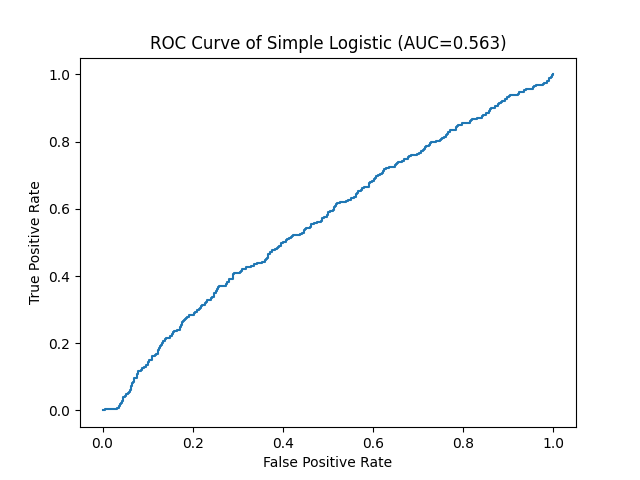 ROC Curve of Simple Logistic (AUC=0.563)
1.0
0.8
0.6
0.4
0.2
0.0
True Positive Rate
0.0 0.2 0.4 0.6 0.8 1.0
False Positive Rate